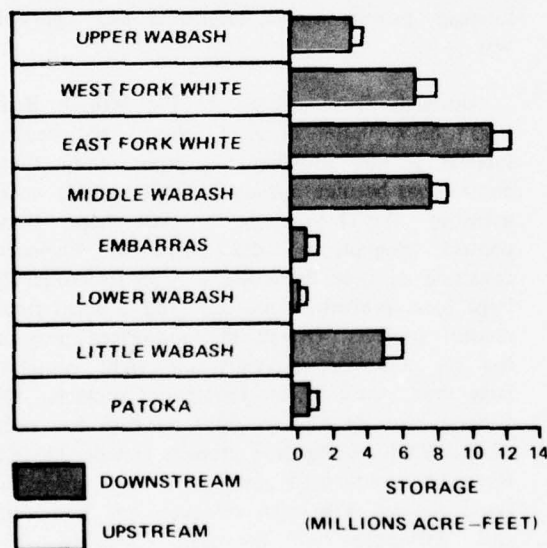 UPPER WABASH
WEST FORK WHITE
EAST FORK WHITE
MIDDLE WABASH
EMBARRAS
LOWER WABASH
LITTLE WABASH
PATOKA
0 2 4 6 8 10 12 14
DOWNSTREAM
UPSTREAM
STORAGE
(MILLIONS ACRE-FEET)